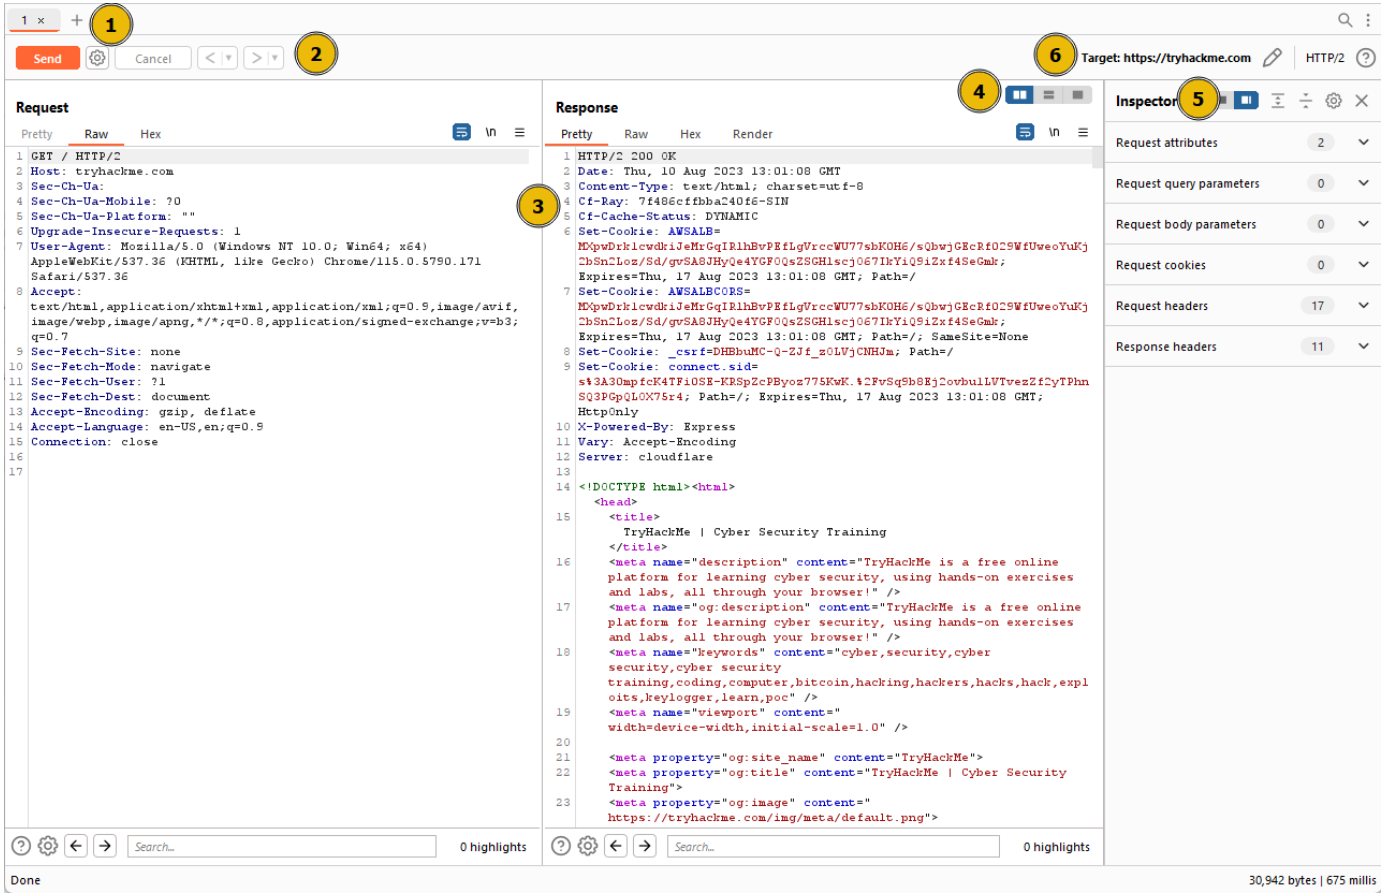 1 ×
+
1
Send
Cancel
< | ▾
> | ▾
2
6
Target: https://tryhackme.com
HTTP/2
?
Request
Pretty
Raw
Hex
\n
1 GET / HTTP/2
2 Host: tryhackme.com
3 Sec-Ch-Ua:
4 Sec-Ch-Ua-Mobile: ?0
5 Sec-Ch-Ua-Platform: ""
6 Upgrade-Insecure-Requests: 1
7 User-Agent: Mozilla/5.0 (Windows NT 10.0; Win64; x64)
AppleWebKit/537.36 (KHTML, like Gecko) Chrome/115.0.5790.171
Safari/537.36
8 Accept:
text/html,application/xhtml+xml,application/xml;q=0.9,image/avif,
image/webp,image/apng,*/*;q=0.8,application/signed-exchange;v=b3;
q=0.7
9 Sec-Fetch-Site: none
10 Sec-Fetch-Mode: navigate
11 Sec-Fetch-User: ?1
12 Sec-Fetch-Dest: document
13 Accept-Encoding: gzip, deflate
14 Accept-Language: en-US,en;q=0.9
15 Connection: close
16
17
?
Search...
0 highlights
3
4
Response
Pretty
Raw
Hex
Render
\n
1 HTTP/2 200 OK
2 Date: Thu, 10 Aug 2023 13:01:08 GMT
3 Content-Type: text/html; charset=utf-8
4 Cf-Ray: 7f486cffbba240f6-SIN
5 Cf-Cache-Status: DYNAMIC
6 Set-Cookie: AWSALB=
MXpwDrklcwdkiJeMrGqIRlhBvPEfLgVrccWU77sbKOH6/sQbwjGEcRf029WfUweoYuKj
2bSn2Loz/Sd/gvSA8JHyQe4YGFOQsZSGHlscj067IkYiQ9iZxf4SeGmk;
Expires=Thu, 17 Aug 2023 13:01:08 GMT; Path=/
7 Set-Cookie: AWSALBCORS=
MXpwDrklcwdkiJeMrGqIRlhBvPEfLgVrccWU77sbKOH6/sQbwjGEcRf029WfUweoYuKj
2bSn2Loz/Sd/gvSA8JHyQe4YGFOQsZSGHlscj067IkYiQ9iZxf4SeGmk;
Expires=Thu, 17 Aug 2023 13:01:08 GMT; Path=/; SameSite=None
8 Set-Cookie: _csrf=DHBbuMC-Q-ZJf_zOLVjCNHJm; Path=/
9 Set-Cookie: connect.sid=
s%3A3OmpfcK4TFiOSE-KRSpZcPByoz775KwK.%2FvSq9b8Ej2ovbulLVTvezZf2yTPhn
SQ3PGpQLOX75r4; Path=/; Expires=Thu, 17 Aug 2023 13:01:08 GMT;
HttpOnly
10 X-Powered-By: Express
11 Vary: Accept-Encoding
12 Server: cloudflare
13
14 <!DOCTYPE html><html>
<head>
15 <title>
TryHackMe | Cyber Security Training
</title>
16 <meta name="description" content="TryHackMe is a free online
platform for learning cyber security, using hands-on exercises
and labs, all through your browser!" />
17 <meta name="og:description" content="TryHackMe is a free online
platform for learning cyber security, using hands-on exercises
and labs, all through your browser!" />
18 <meta name="keywords" content="cyber,security,cyber
security,cyber security
training,coding,computer,bitcoin,hacking,hackers,hacks,hack,expl
oits,keylogger,learn,poc" />
19 <meta name="viewport" content="
width=device-width,initial-scale=1.0" />
20
21 <meta property="og:site_name" content="TryHackMe">
22 <meta property="og:title" content="TryHackMe | Cyber Security
Training">
23 <meta property="og:image" content="
https://tryhackme.com/img/meta/default.png">
?
Search...
0 highlights
Inspector
5
Request attributes 2
Request query parameters 0
Request body parameters 0
Request cookies 0
Request headers 17
Response headers 11
Done
30,942 bytes | 675 millis